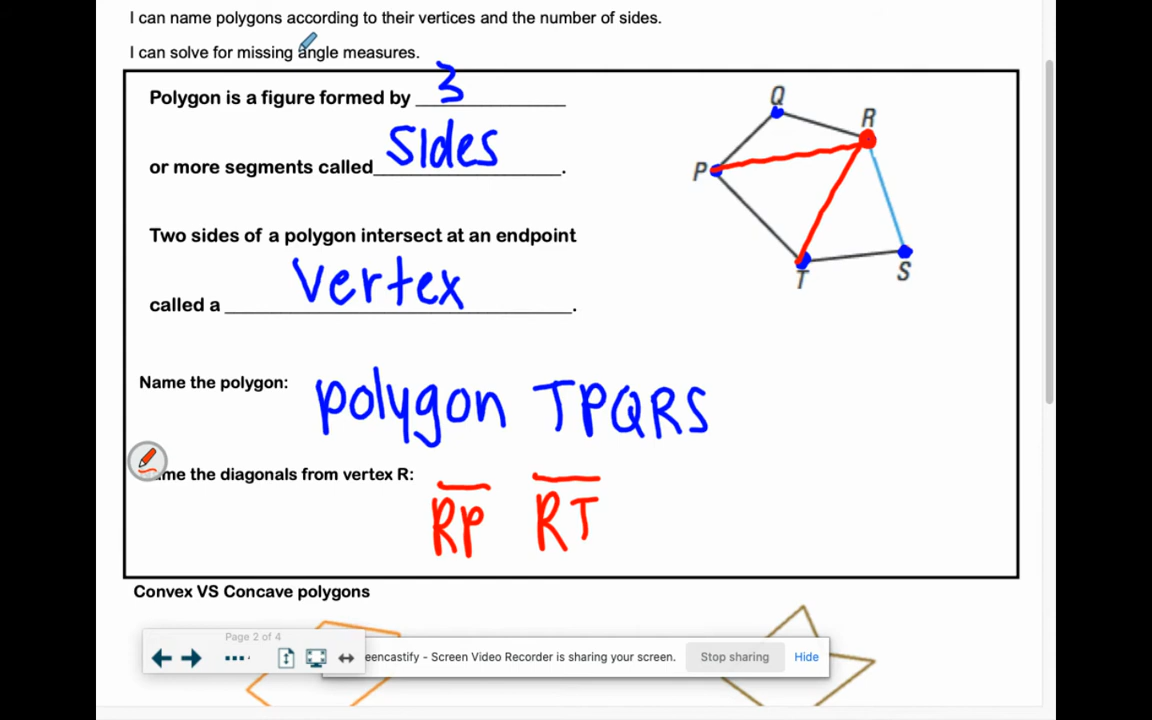 I can name polygons according to their vertices and the number of sides.
I can solve for missing angle measures.
Polygon is a figure formed by 3
or more segments called sides.
Two sides of a polygon intersect at an endpoint
called a vertex.
Q
R
P
T
S
Name the polygon: polygon TPQRS
me the diagonals from vertex R: RP RT
Convex VS Concave polygons
Page 2 of 4
eencastify - Screen Video Recorder is sharing your screen. Stop sharing Hide